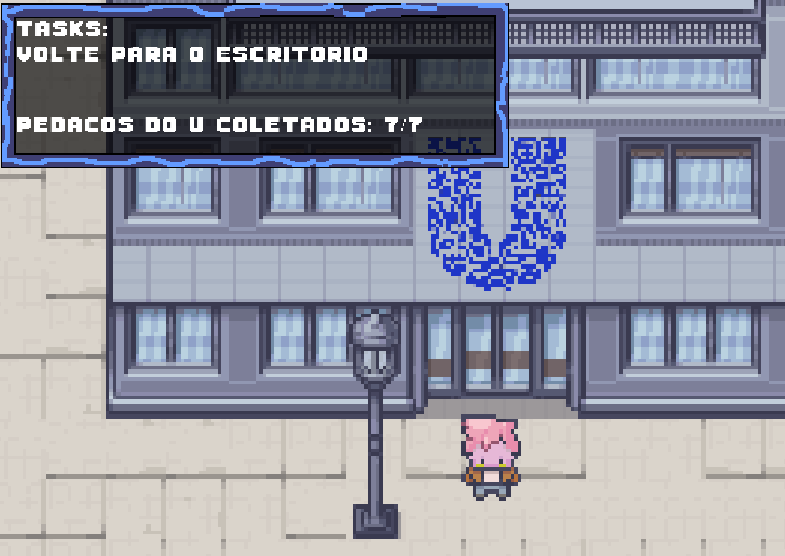 TASKS:
VOLTE PARA O ESCRITORIO
PEDACOS DO U COLETADOS: 7/7
U